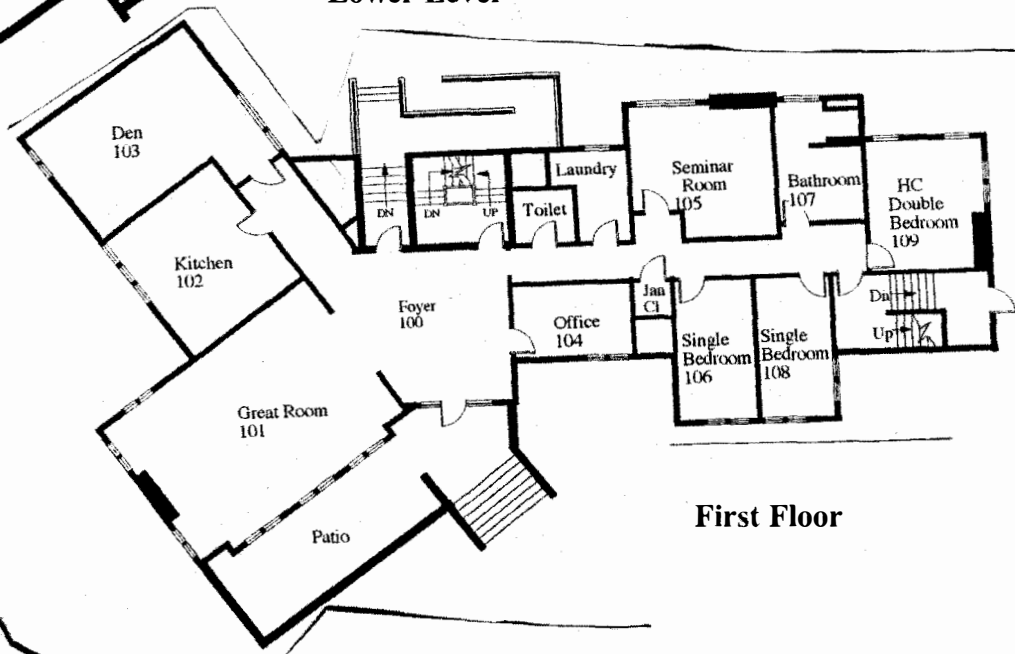 Lower Level
Den
103
Kitchen
102
DN
DN
UP
Toilet
Laundry
Seminar
Room
105
Bathroom
107
HC
Double
Bedroom
109
Foyer
100
Office
104
Jan
Cl
Single
Bedroom
106
Single
Bedroom
108
Dn
Up
Great Room
101
Patio
First Floor